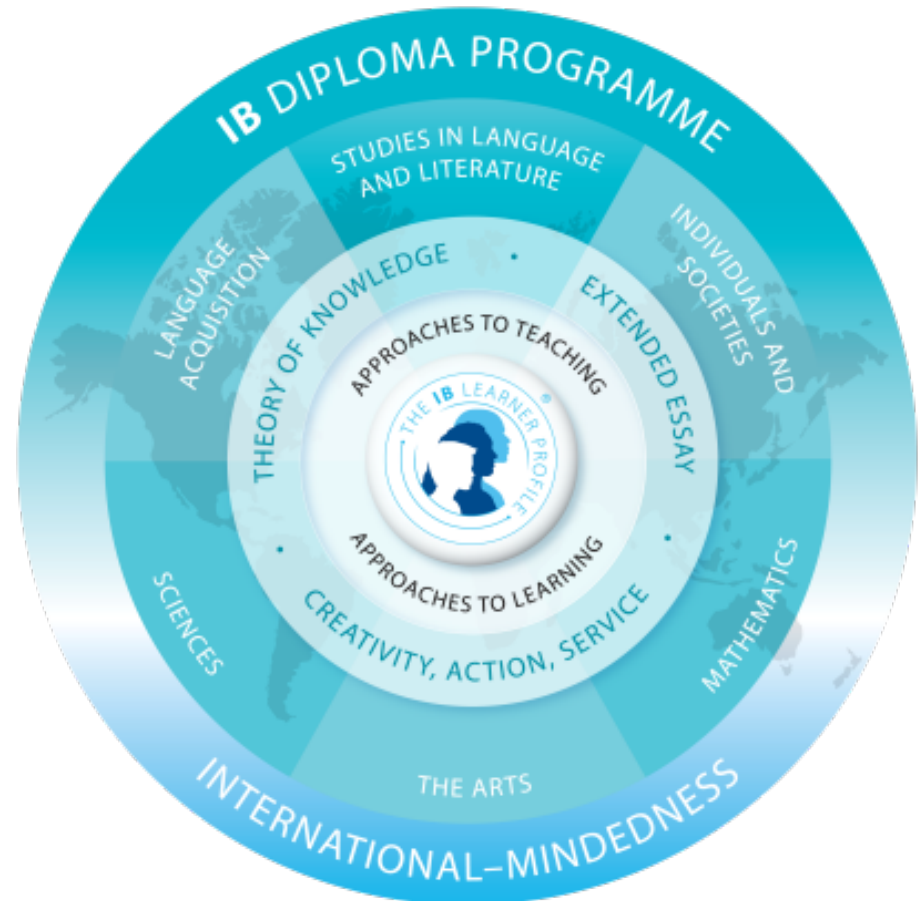 IB DIPLOMA PROGRAMME
STUDIES IN LANGUAGE
AND LITERATURE
LANGUAGE
ACQUISITION
INDIVIDUALS AND
SOCIETIES
THEORY OF KNOWLEDGE
•
EXTENDED ESSAY
APPROACHES TO TEACHING
• THE IB LEARNER PROFILE •
®
APPROACHES TO LEARNING
•
CREATIVITY, ACTION, SERVICE
•
SCIENCES
MATHEMATICS
THE ARTS
INTERNATIONAL–MINDEDNESS